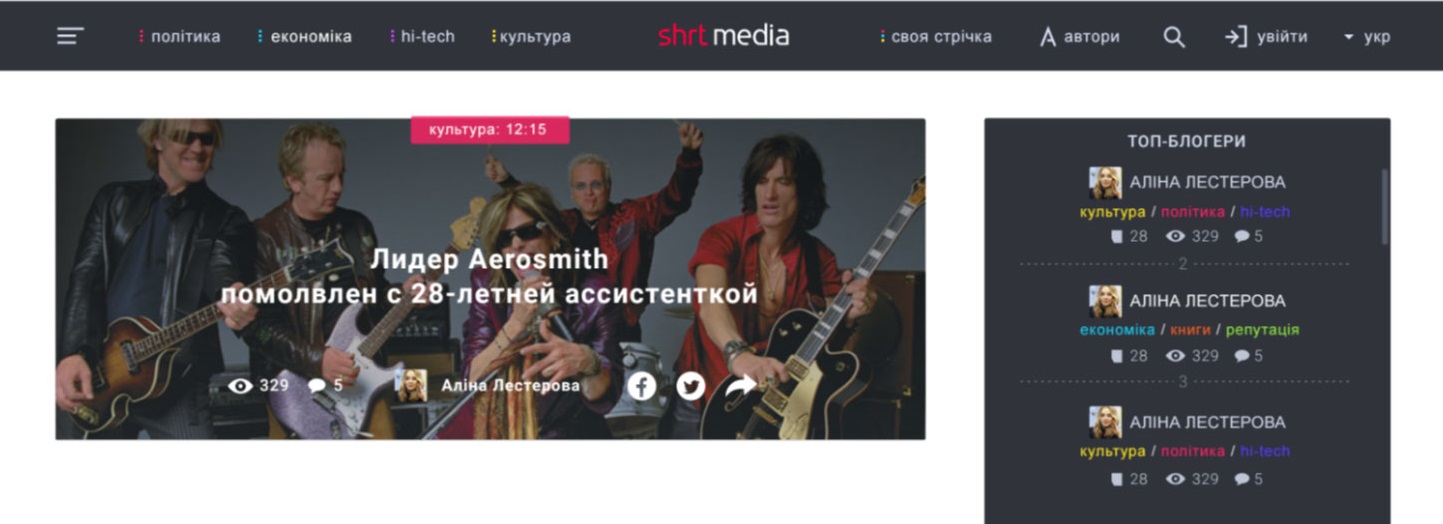 політика
економіка
hi-tech
культура
shrt media
своя стрічка
автори
увійти
укр
культура: 12:15
Лидер Aerosmith
помолвлен с 28-летней ассистенткой
329 5 Аліна Лестерова
ТОП-БЛОГЕРИ
АЛІНА ЛЕСТЕРОВА
культура / політика / hi-tech
28 329 5
2
АЛІНА ЛЕСТЕРОВА
економіка / книги / репутація
28 329 5
3
АЛІНА ЛЕСТЕРОВА
культура / політика / hi-tech
28 329 5